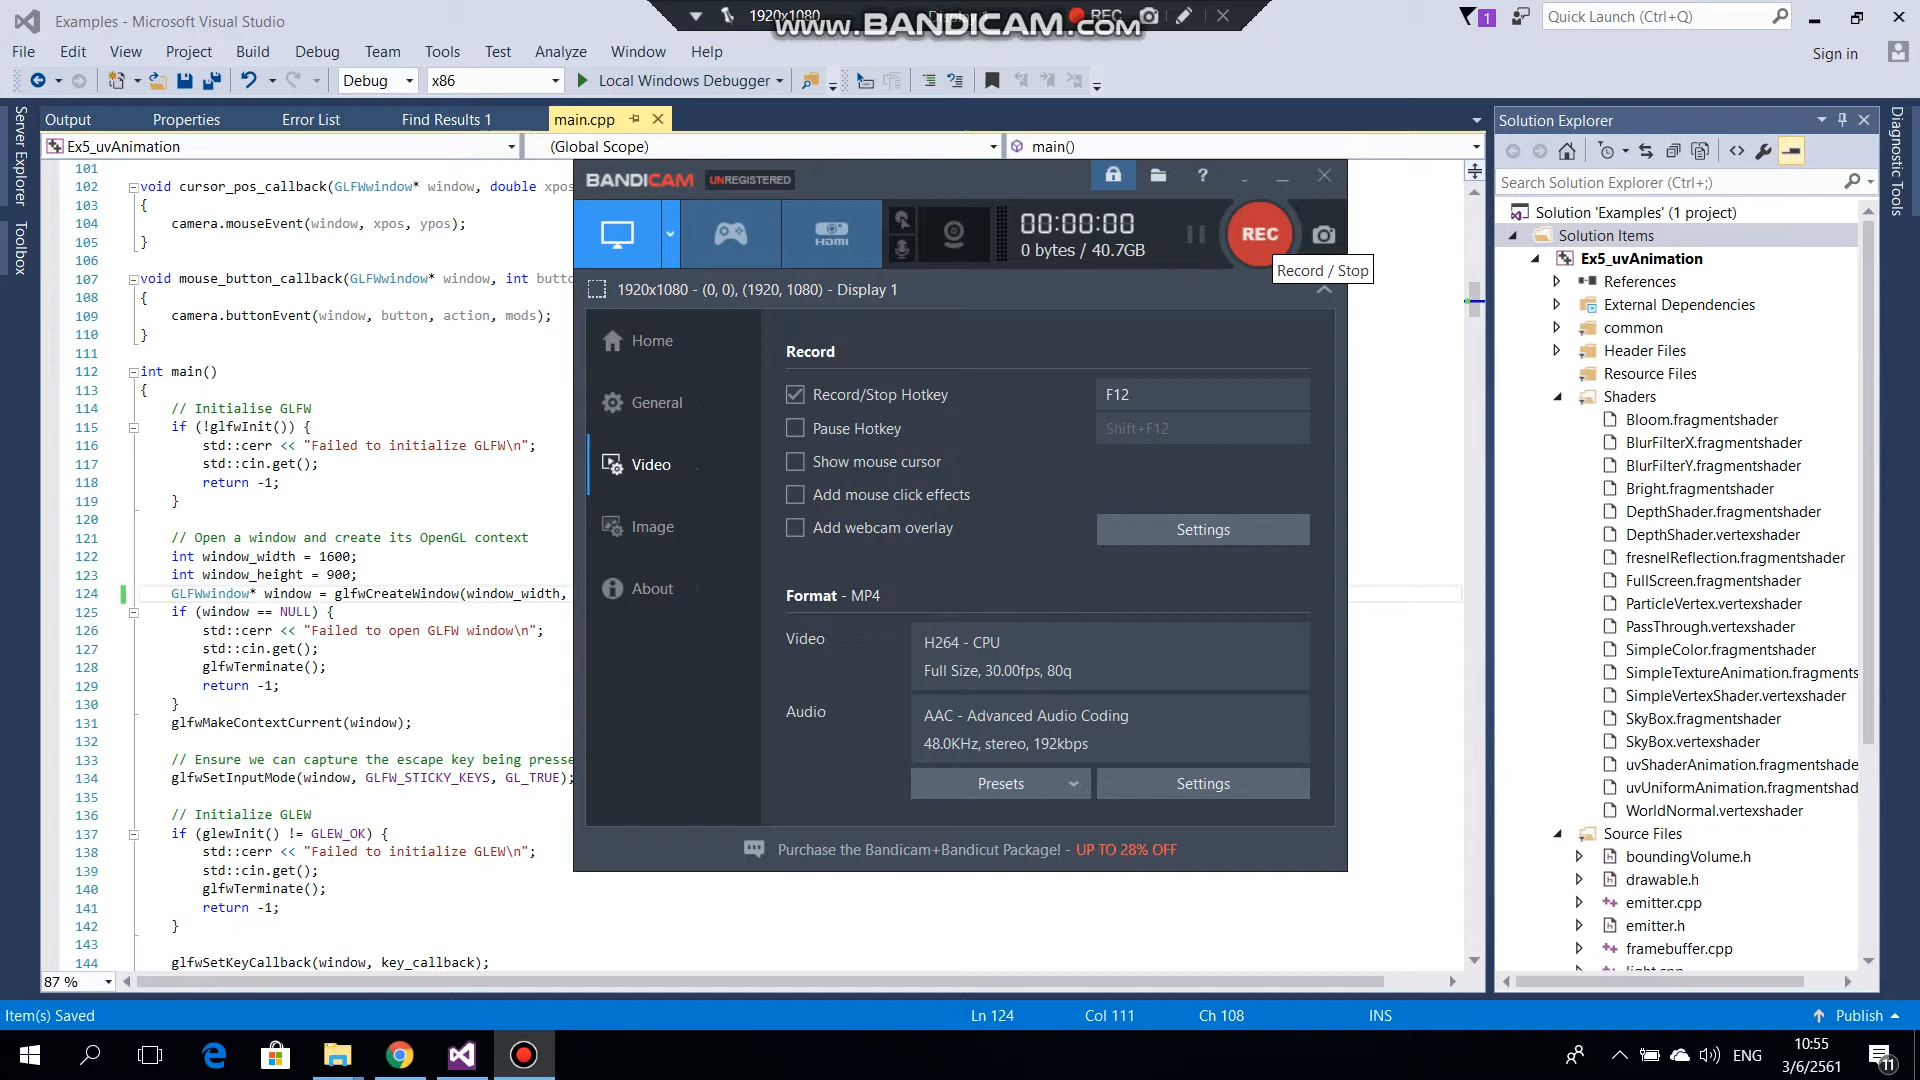 Examples - Microsoft Visual Studio
1920x1080
REC
www.BANDICAM.com
1
Quick Launch (Ctrl+Q)
File Edit View Project Build Debug Team Tools Test Analyze Window Help
Sign in
Debug x86 Local Windows Debugger
Server Explorer
Toolbox
Output Properties Error List Find Results 1 main.cpp
Ex5_uvAnimation (Global Scope) main()
101
102 void cursor_pos_callback(GLFWwindow* window, double xpos
103 {
104 camera.mouseEvent(window, xpos, ypos);
105 }
106
107 void mouse_button_callback(GLFWwindow* window, int butto
108 {
109 camera.buttonEvent(window, button, action, mods);
110 }
111
112 int main()
113 {
114 // Initialise GLFW
115 if (!glfwInit()) {
116 std::cerr << "Failed to initialize GLFW\n";
117 std::cin.get();
118 return -1;
119 }
120
121 // Open a window and create its OpenGL context
122 int window_width = 1600;
123 int window_height = 900;
124 GLFWwindow* window = glfwCreateWindow(window_width,
125 if (window == NULL) {
126 std::cerr << "Failed to open GLFW window\n";
127 std::cin.get();
128 glfwTerminate();
129 return -1;
130 }
131 glfwMakeContextCurrent(window);
132
133 // Ensure we can capture the escape key being presse
134 glfwSetInputMode(window, GLFW_STICKY_KEYS, GL_TRUE);
135
136 // Initialize GLEW
137 if (glewInit() != GLEW_OK) {
138 std::cerr << "Failed to initialize GLEW\n";
139 std::cin.get();
140 glfwTerminate();
141 return -1;
142 }
143
144 glfwSetKeyCallback(window, key_callback);
87 %
BANDICAM UNREGISTERED
HDMI
00:00:00
0 bytes / 40.7GB
REC
Record / Stop
1920x1080 - (0, 0), (1920, 1080) - Display 1
Home
General
Video
Image
About
Record
Record/Stop Hotkey F12
Pause Hotkey Shift+F12
Show mouse cursor
Add mouse click effects
Add webcam overlay Settings
Format - MP4
Video
H264 - CPU
Full Size, 30.00fps, 80q
Audio
AAC - Advanced Audio Coding
48.0KHz, stereo, 192kbps
Presets Settings
Purchase the Bandicam+Bandicut Package! - UP TO 28% OFF
Solution Explorer
Search Solution Explorer (Ctrl+;)
Solution 'Examples' (1 project)
Solution Items
Ex5_uvAnimation
References
External Dependencies
common
Header Files
Resource Files
Shaders
Bloom.fragmentshader
BlurFilterX.fragmentshader
BlurFilterY.fragmentshader
Bright.fragmentshader
DepthShader.fragmentshader
DepthShader.vertexshader
fresnelReflection.fragmentshader
FullScreen.fragmentshader
ParticleVertex.vertexshader
PassThrough.vertexshader
SimpleColor.fragmentshader
SimpleTextureAnimation.fragments
SimpleVertexShader.vertexshader
SkyBox.fragmentshader
SkyBox.vertexshader
uvShaderAnimation.fragmentshade
uvUniformAnimation.fragmentshad
WorldNormal.vertexshader
Source Files
boundingVolume.h
drawable.h
emitter.cpp
emitter.h
framebuffer.cpp
light.cpp
Diagnostic Tools
Item(s) Saved Ln 124 Col 111 Ch 108 INS Publish
ENG
10:55
3/6/2561
11